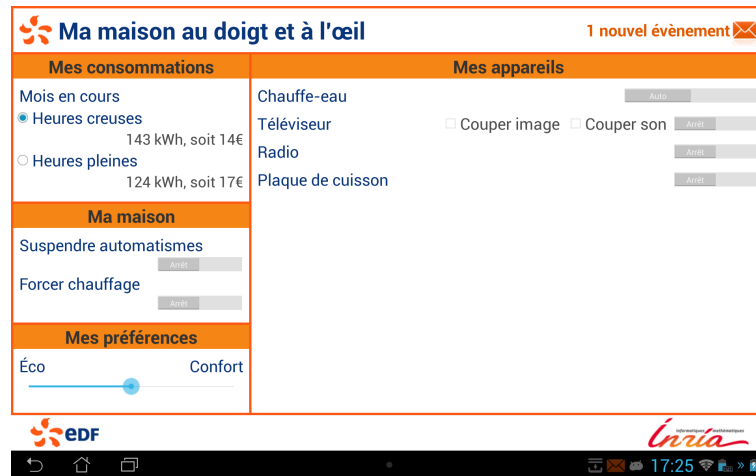 Ma maison au doigt et à l'œil
1 nouvel évènement
Mes consommations
Mois en cours
Heures creuses
143 kWh, soit 14€
Heures pleines
124 kWh, soit 17€
Ma maison
Suspendre automatismes
Arrêt
Forcer chauffage
Arrêt
Mes préférences
Éco Confort
Mes appareils
Chauffe-eau Auto
Téléviseur Couper image Couper son Arrêt
Radio Arrêt
Plaque de cuisson Arrêt
edf
informatiques mathématiques
Inria
17:25